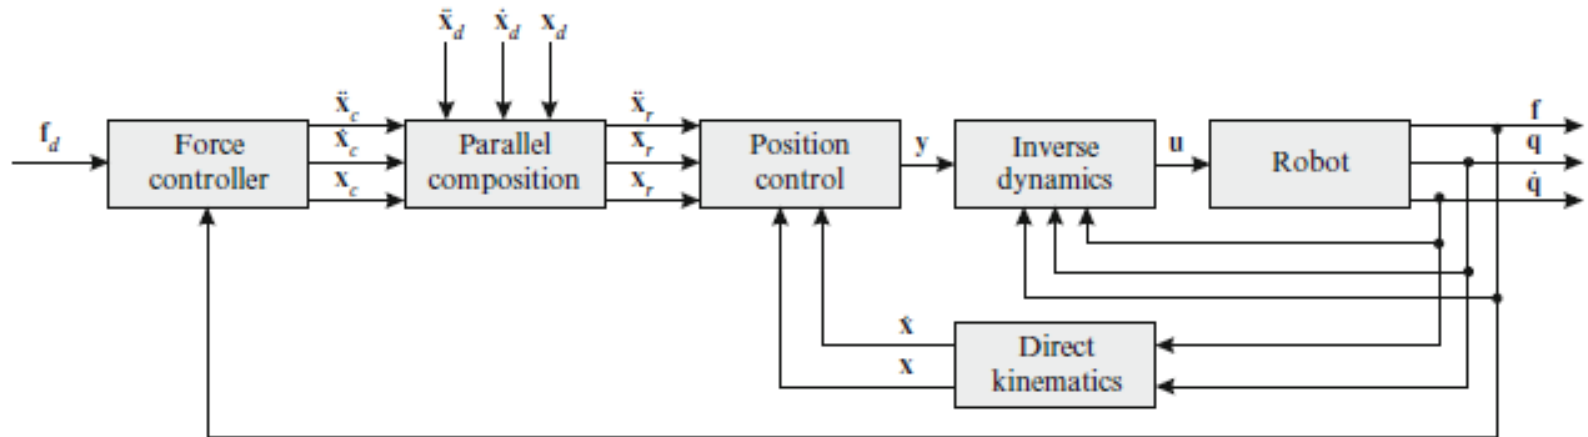 ẍ_d ẋ_d x_d
f_d
Force
controller
ẍ_c
ẋ_c
x_c
Parallel
composition
ẍ_r
ẋ_r
x_r
Position
control
y
Inverse
dynamics
u
Robot
f
q
q̇
ẋ
x
Direct
kinematics